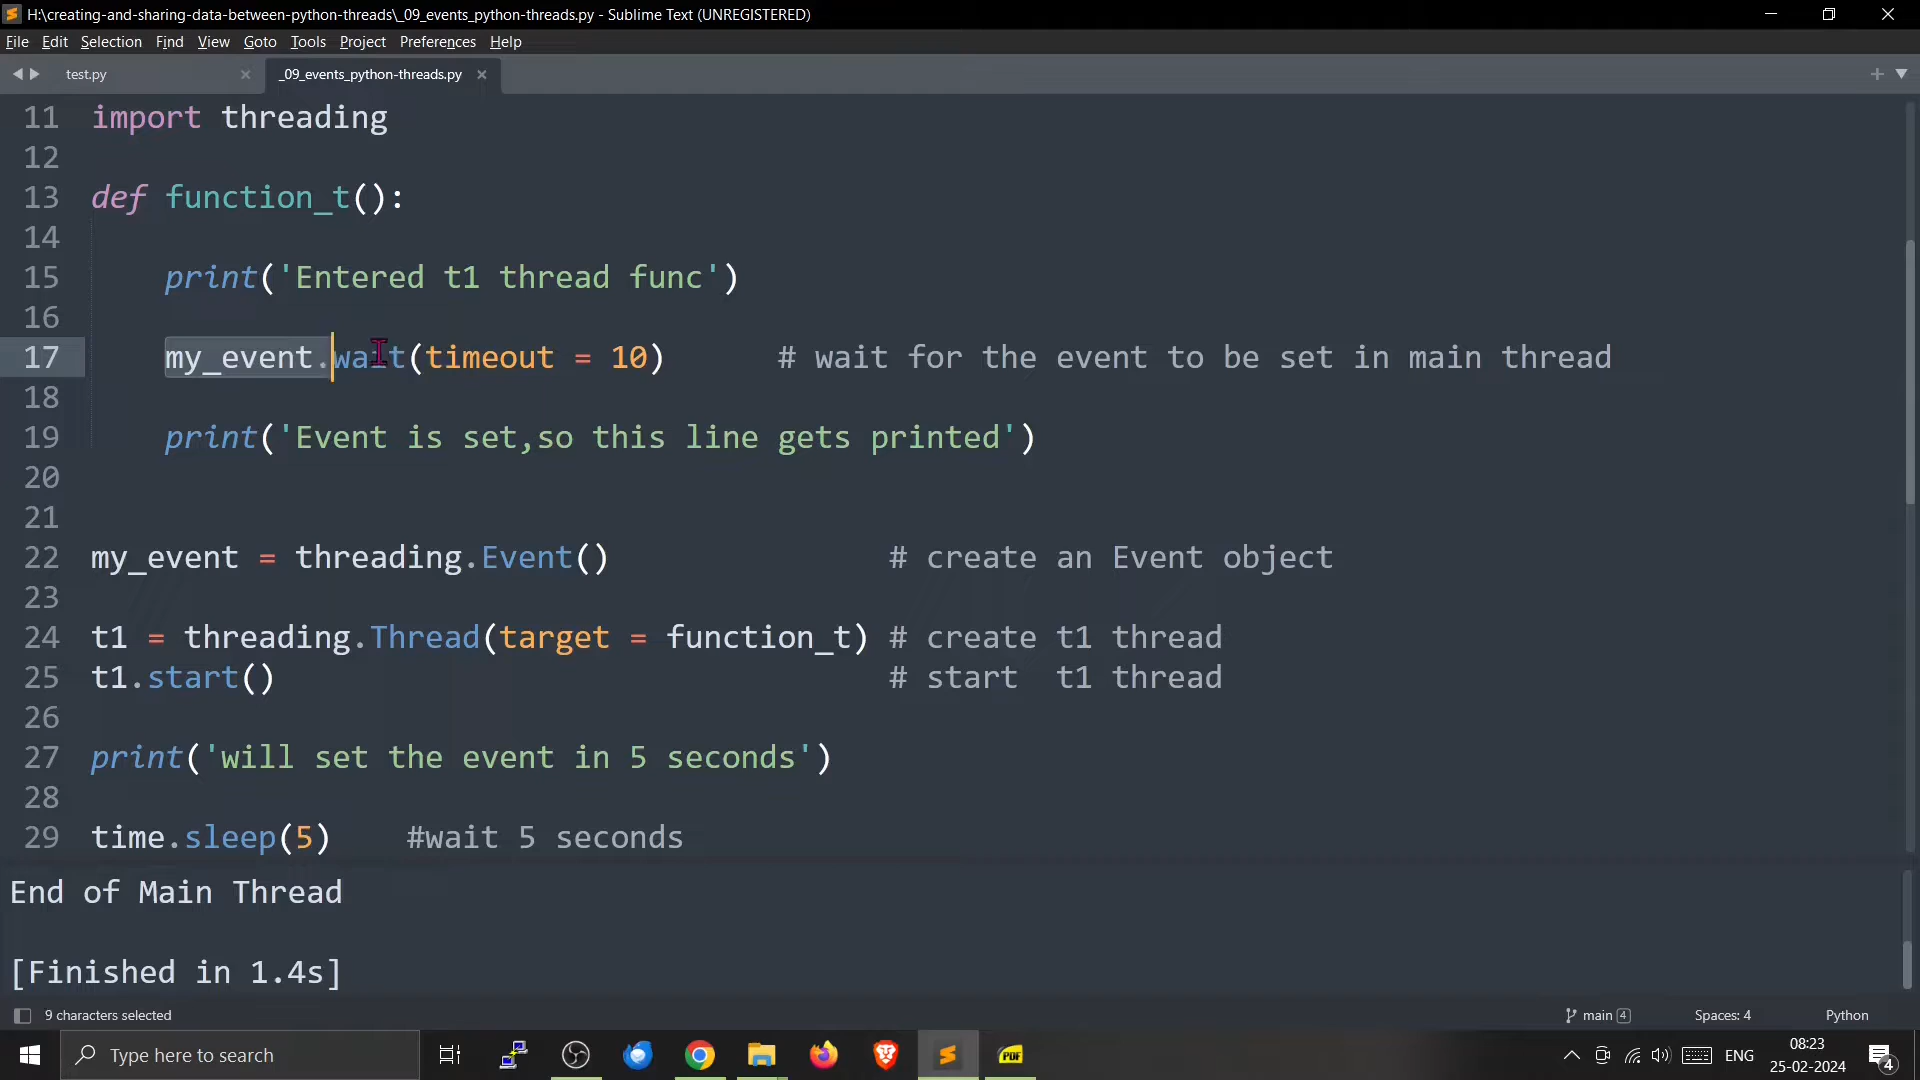 H:\creating-and-sharing-data-between-python-threads\_09_events_python-threads.py - Sublime Text (UNREGISTERED)
File Edit Selection Find View Goto Tools Project Preferences Help
test.py
_09_events_python-threads.py
11 import threading
12
13 def function_t():
14
15 print('Entered t1 thread func')
16
17 my_event.wait(timeout = 10) # wait for the event to be set in main thread
18
19 print('Event is set,so this line gets printed')
20
21
22 my_event = threading.Event() # create an Event object
23
24 t1 = threading.Thread(target = function_t) # create t1 thread
25 t1.start() # start t1 thread
26
27 print('will set the event in 5 seconds')
28
29 time.sleep(5) #wait 5 seconds
End of Main Thread
[Finished in 1.4s]
9 characters selected
main 4
Spaces: 4
Python
Type here to search
PDF
ENG
08:23
25-02-2024
4